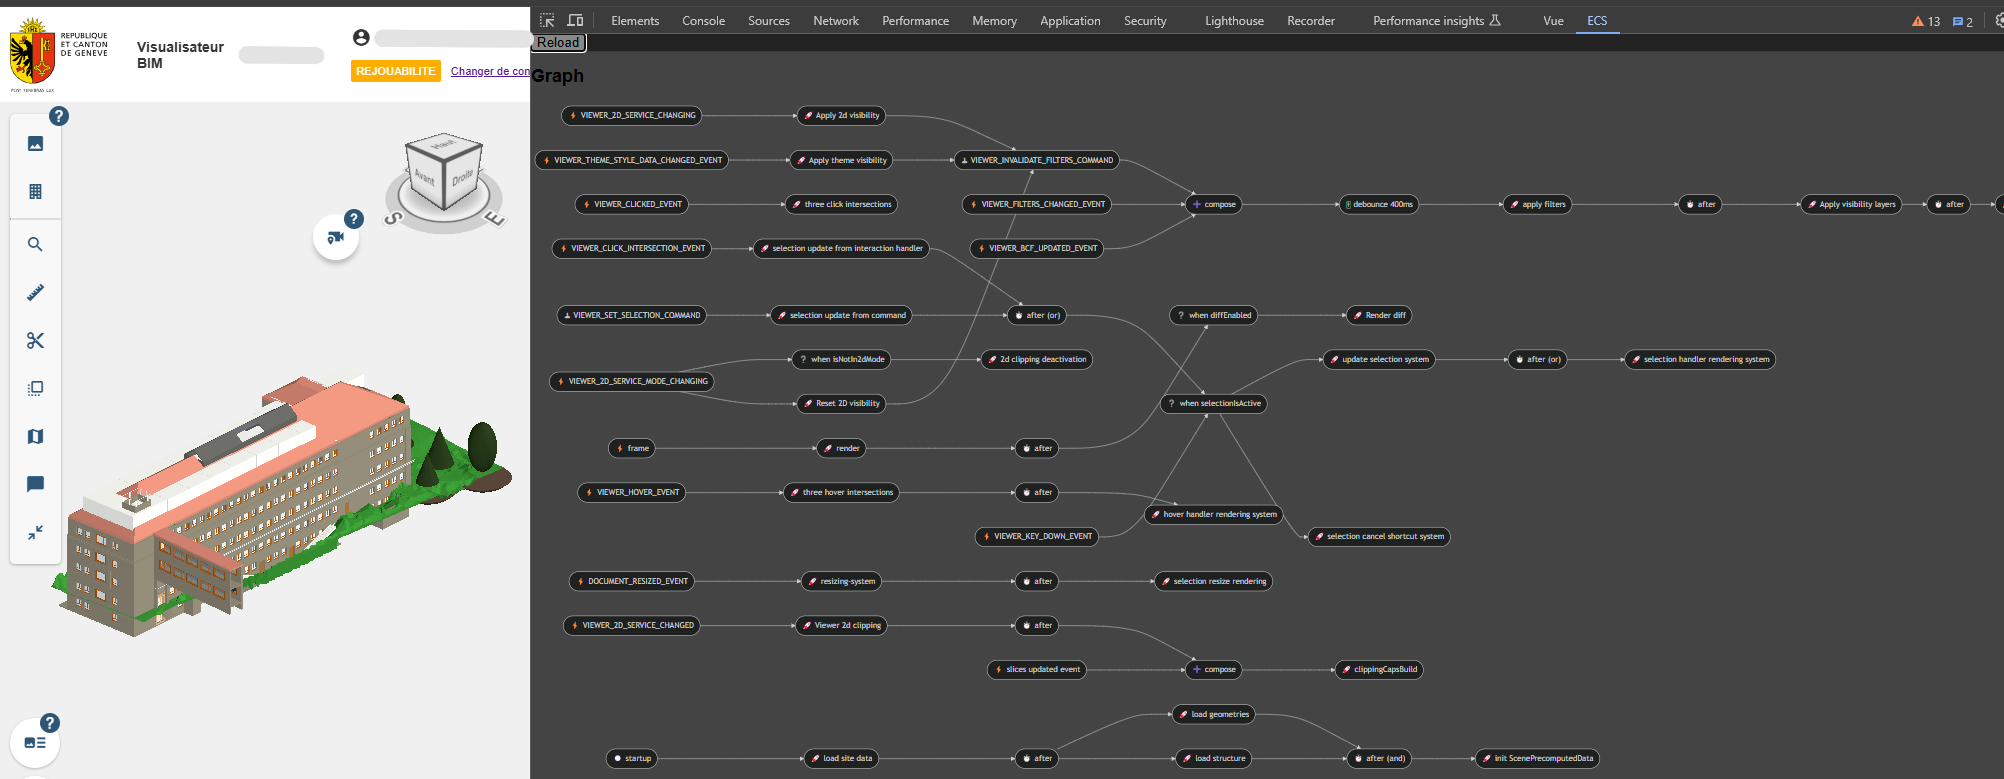 REPUBLIQUE
ET CANTON
DE GENEVE
POST TENEBRAS LUX
Visualisateur
BIM
REJOUABILITE
Changer de con
?
Haut
Avant
Droite
S
E
?
?
Elements
Console
Sources
Network
Performance
Memory
Application
Security
Lighthouse
Recorder
Performance insights
Vue
ECS
13
2
Reload
Graph
VIEWER_2D_SERVICE_CHANGING
Apply 2d visibility
VIEWER_THEME_STYLE_DATA_CHANGED_EVENT
Apply theme visibility
VIEWER_INVALIDATE_FILTERS_COMMAND
VIEWER_CLICKED_EVENT
three click intersections
VIEWER_FILTERS_CHANGED_EVENT
compose
debounce 400ms
apply filters
after
Apply visibility layers
after
VIEWER_CLICK_INTERSECTION_EVENT
selection update from interaction handler
VIEWER_BCF_UPDATED_EVENT
VIEWER_SET_SELECTION_COMMAND
selection update from command
after (or)
? when diffEnabled
Render diff
? when isNotIn2dMode
2d clipping deactivation
update selection system
after (or)
selection handler rendering system
VIEWER_2D_SERVICE_MODE_CHANGING
Reset 2D visibility
? when selectionIsActive
frame
render
after
VIEWER_HOVER_EVENT
three hover intersections
after
hover handler rendering system
VIEWER_KEY_DOWN_EVENT
selection cancel shortcut system
DOCUMENT_RESIZED_EVENT
resizing-system
after
selection resize rendering
VIEWER_2D_SERVICE_CHANGED
Viewer 2d clipping
after
slices updated event
compose
clippingCapsBuild
load geometries
startup
load site data
after
load structure
after (and)
init ScenePrecomputedData